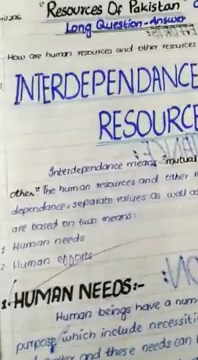 "Resources Of Pakistan"
Long Question-Answer
How are human resources and other resources
INTERDEPENDANCE
RESOURCE
Interdependence means "mutual
other." The human resources and other r
dependance, separate values as well as
are based on two means:
1 Human needs
2 Human efforts
1. HUMAN NEEDS:-
Human beings have a num
purpose which include necessiti
and these needs can b